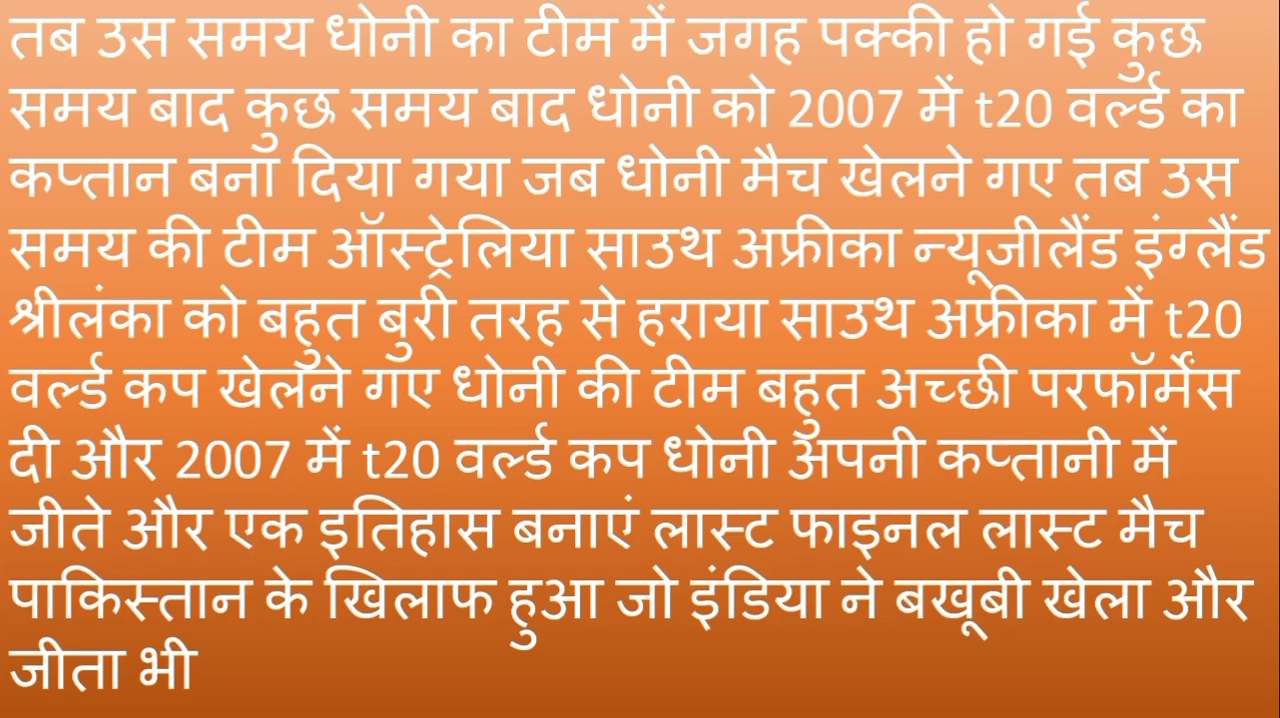 तब उस समय धोनी का टीम में जगह पक्की हो गई कुछ
समय बाद कुछ समय बाद धोनी को 2007 में t20 वर्ल्ड का
कप्तान बना दिया गया जब धोनी मैच खेलने गए तब उस
समय की टीम ऑस्ट्रेलिया साउथ अफ्रीका न्यूजीलैंड इंग्लैंड
श्रीलंका को बहुत बुरी तरह से हराया साउथ अफ्रीका में t20
वर्ल्ड कप खेलने गए धोनी की टीम बहुत अच्छी परफॉर्मेंस
दी और 2007 में t20 वर्ल्ड कप धोनी अपनी कप्तानी में
जीते और एक इतिहास बनाएं लास्ट फाइनल लास्ट मैच
पाकिस्तान के खिलाफ हुआ जो इंडिया ने बखूबी खेला और
जीता भी